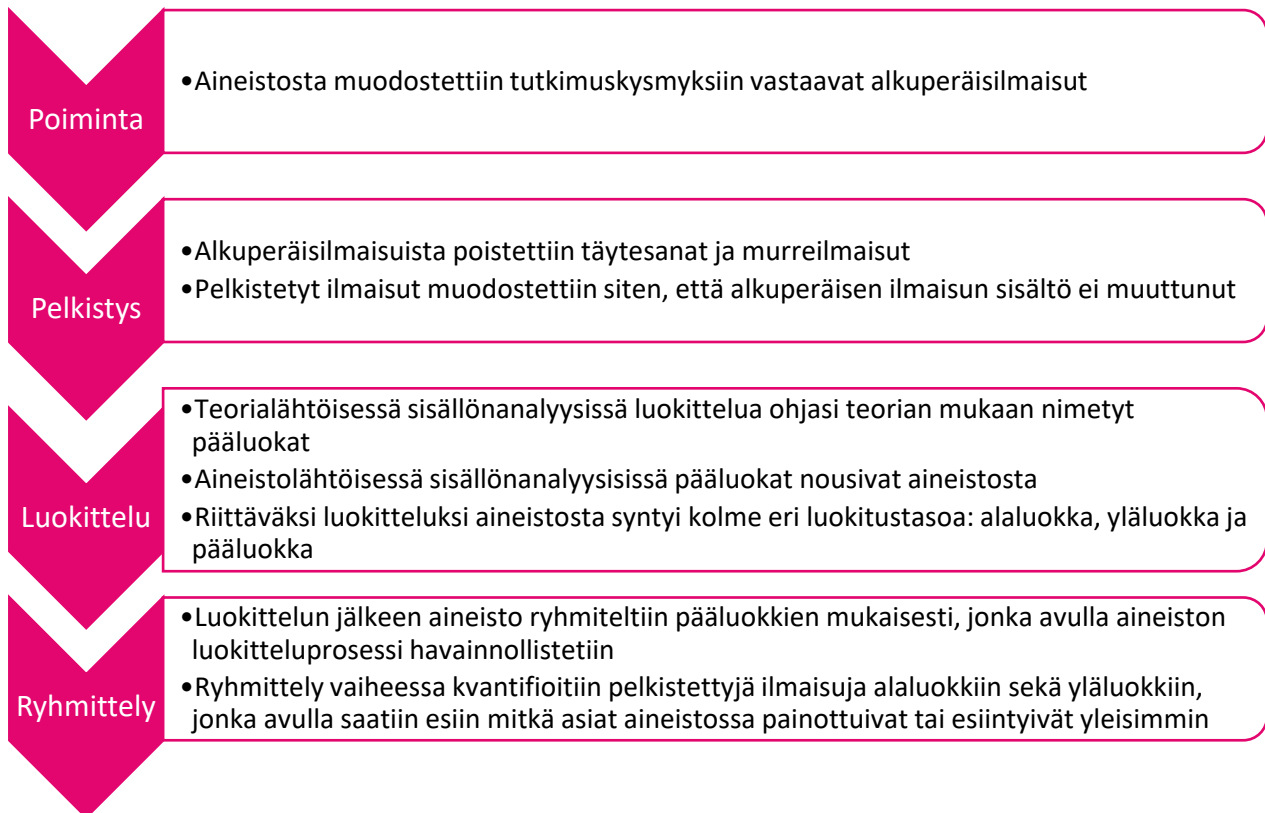 Poiminta
•Aineistosta muodostettiin tutkimuskysmyksiin vastaavat alkuperäisilmaisut
Pelkistys
•Alkuperäisilmaisuista poistettiin täytesanat ja murreilmaisut
•Pelkistetyt ilmaisut muodostettiin siten, että alkuperäisen ilmaisun sisältö ei muuttunut
Luokittelu
•Teorialähtöisessä sisällönanalyysissä luokittelua ohjasi teorian mukaan nimetyt
pääluokat
•Aineistolähtöisessä sisällönanalyysisissä pääluokat nousivat aineistosta
•Riittäväksi luokitteluksi aineistosta syntyi kolme eri luokitustasoa: alaluokka, yläluokka ja
pääluokka
Ryhmittely
•Luokittelun jälkeen aineisto ryhmiteltiin pääluokkien mukaisesti, jonka avulla aineiston
luokitteluprosessi havainnollistetiin
•Ryhmittely vaiheessa kvantifioitiin pelkistettyjä ilmaisuja alaluokkiin sekä yläluokkiin,
jonka avulla saatiin esiin mitkä asiat aineistossa painottuivat tai esiintyivät yleisimmin